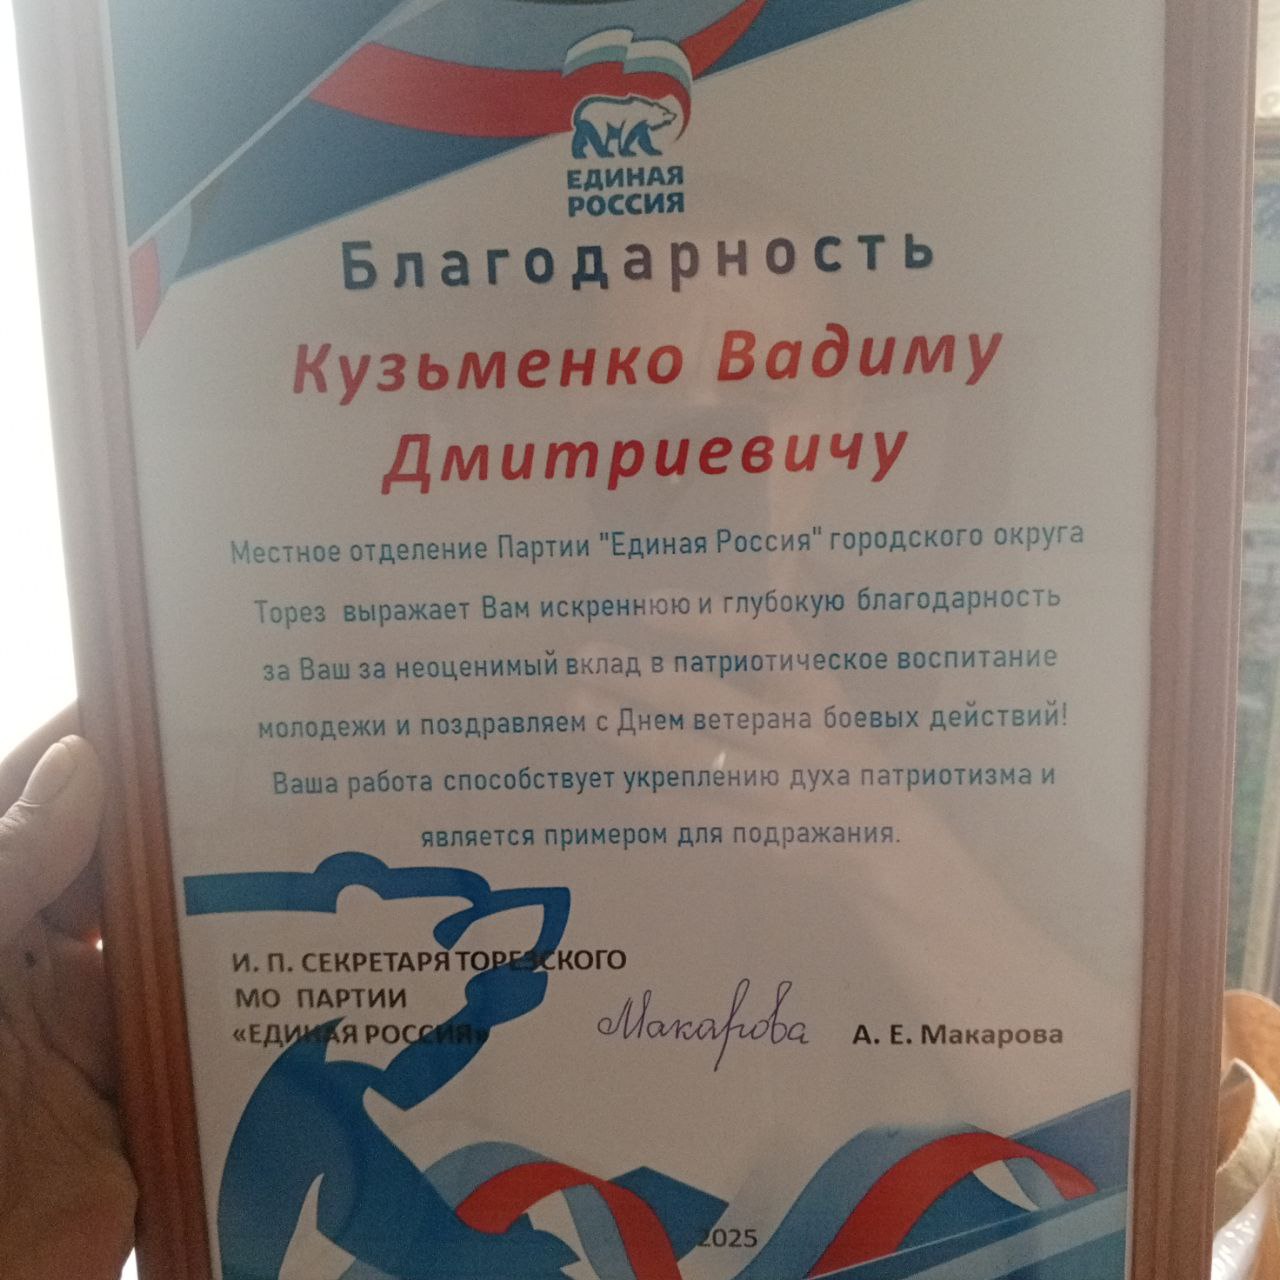 ЕДИНАЯ
РОССИЯ
Благодарность
Кузьменко Вадиму
Дмитриевичу
Местное отделение Партии "Единая Россия" городского округа
Торез выражает Вам искреннюю и глубокую благодарность
за Ваш за неоценимый вклад в патриотическое воспитание
молодежи и поздравляем с Днем ветерана боевых действий!
Ваша работа способствует укреплению духа патриотизма и
является примером для подражания.
И. П. СЕКРЕТАРЯ ТОРЕЗСКОГО
МО ПАРТИИ
«ЕДИНАЯ РОССИЯ»
Макарова
А. Е. Макарова
2025